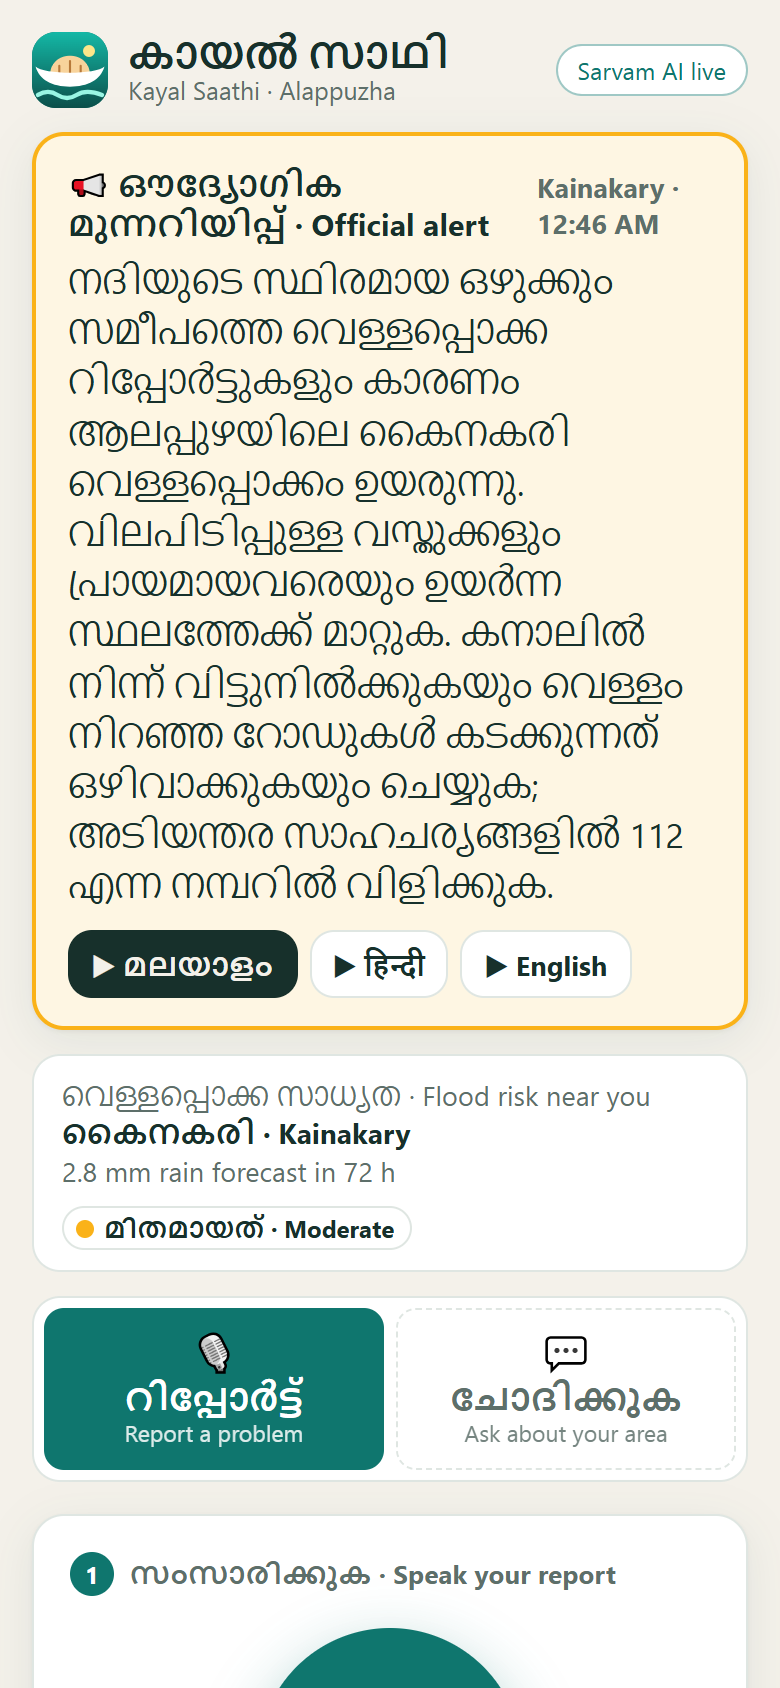 കായൽ സാഥി
Kayal Saathi · Alappuzha
Sarvam AI live
📢 ഔദ്യോഗിക
മുന്നറിയിപ്പ് · Official alert
Kainakary ·
12:46 AM
നദിയുടെ സ്ഥിരമായ ഒഴുക്കും
സമീപത്തെ വെള്ളപ്പൊക്ക
റിപ്പോർട്ടുകളും കാരണം
ആലപ്പുഴയിലെ കൈനകരി
വെള്ളപ്പൊക്കം ഉയരുന്നു.
വിലപിടിപ്പുള്ള വസ്തുക്കളും
പ്രായമായവരെയും ഉയർന്ന
സ്ഥലത്തേക്ക് മാറ്റുക. കനാലിൽ
നിന്ന് വിട്ടുനിൽക്കുകയും വെള്ളം
നിറഞ്ഞ റോഡുകൾ കടക്കുന്നത്
ഒഴിവാക്കുകയും ചെയ്യുക;
അടിയന്തര സാഹചര്യങ്ങളിൽ 112
എന്ന നമ്പറിൽ വിളിക്കുക.
▶ മലയാളം
▶ हिन्दी
▶ English
വെള്ളപ്പൊക്ക സാധ്യത · Flood risk near you
കൈനകരി · Kainakary
2.8 mm rain forecast in 72 h
മിതമായത് · Moderate
റിപ്പോർട്ട്
Report a problem
ചോദിക്കുക
Ask about your area
1 സംസാരിക്കുക · Speak your report